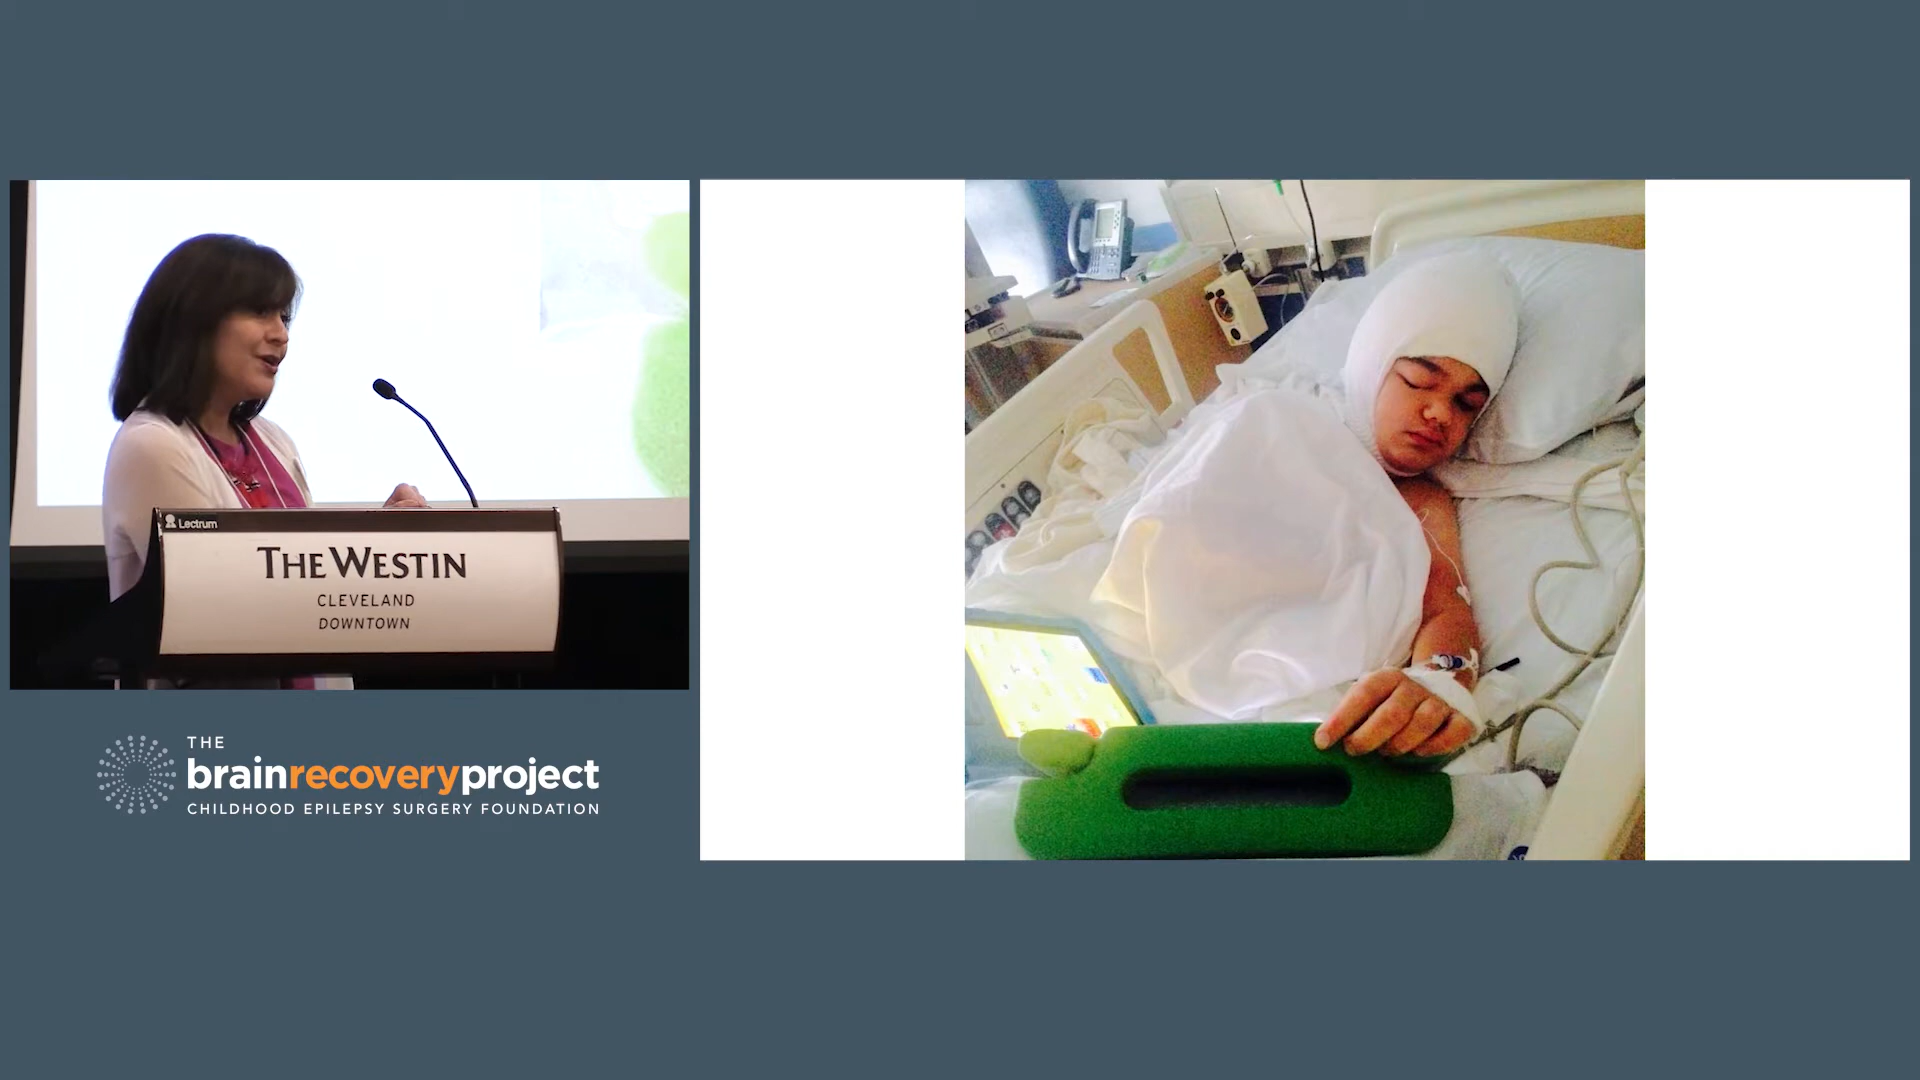 Lectrum
THE WESTIN
CLEVELAND
DOWNTOWN
THE
brainrecoveryproject
CHILDHOOD EPILEPSY SURGERY FOUNDATION